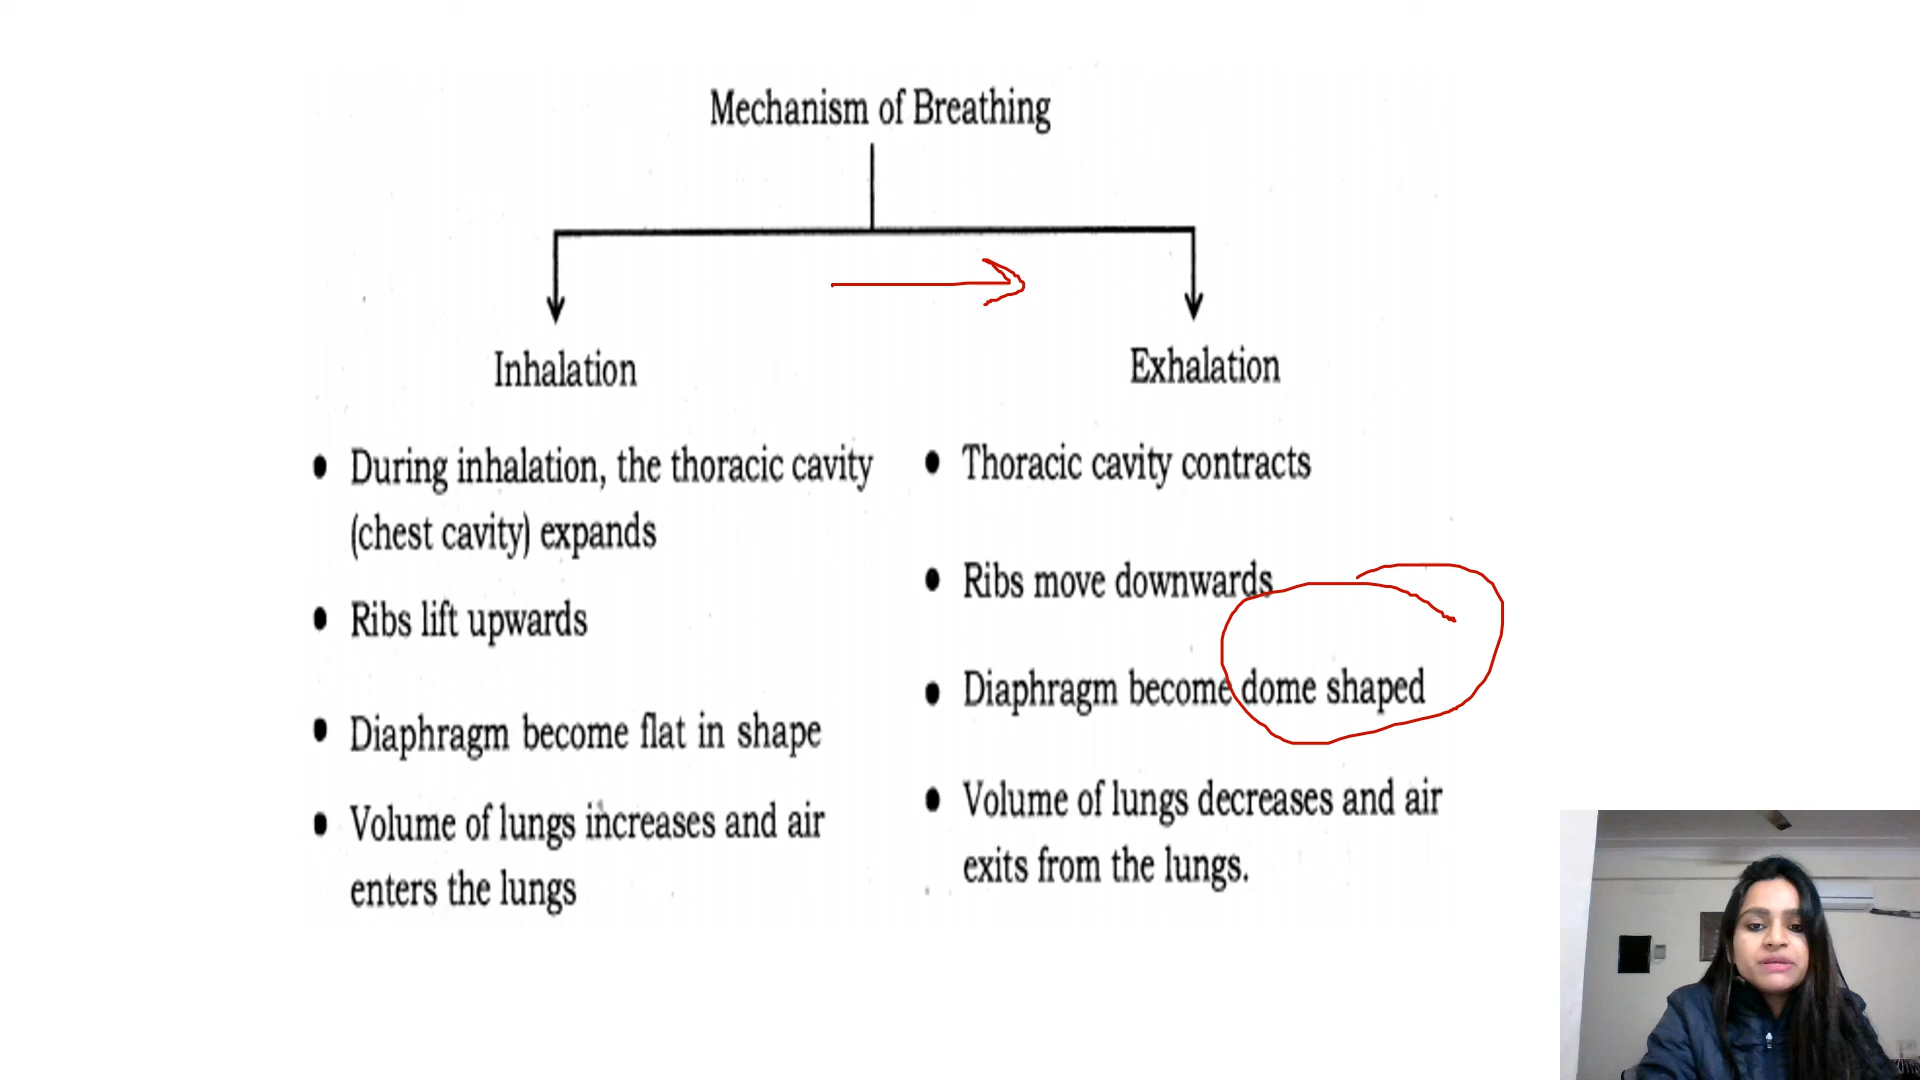 Mechanism of Breathing
Inhalation
• During inhalation, the thoracic cavity
(chest cavity) expands
• Ribs lift upwards
• Diaphragm become flat in shape
• Volume of lungs increases and air
enters the lungs
Exhalation
• Thoracic cavity contracts
• Ribs move downwards
• Diaphragm become dome shaped
• Volume of lungs decreases and air
exits from the lungs.